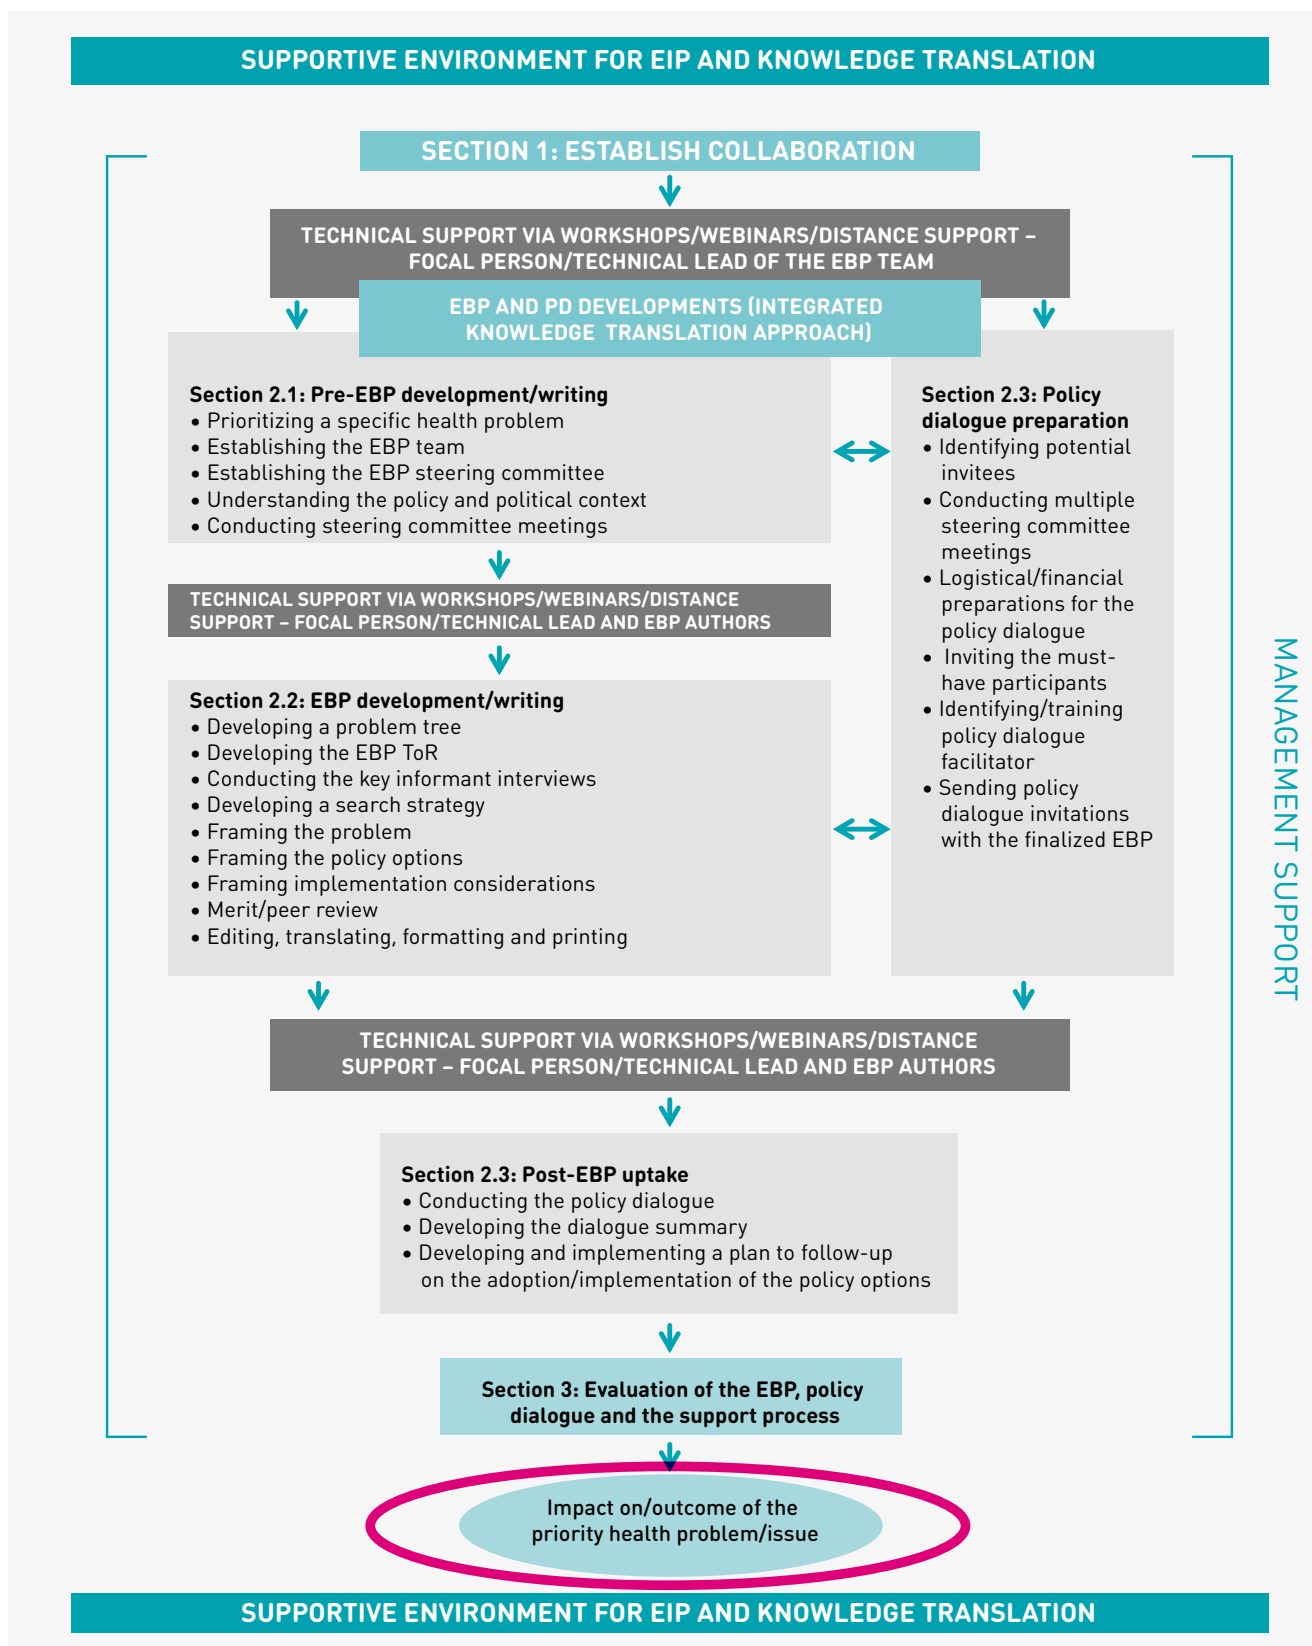 SUPPORTIVE ENVIRONMENT FOR EIP AND KNOWLEDGE TRANSLATION
SECTION 1: ESTABLISH COLLABORATION
TECHNICAL SUPPORT VIA WORKSHOPS/WEBINARS/DISTANCE SUPPORT –
FOCAL PERSON/TECHNICAL LEAD OF THE EBP TEAM
EBP AND PD DEVELOPMENTS (INTEGRATED
KNOWLEDGE TRANSLATION APPROACH)
Section 2.1: Pre-EBP development/writing
• Prioritizing a specific health problem
• Establishing the EBP team
• Establishing the EBP steering committee
• Understanding the policy and political context
• Conducting steering committee meetings
TECHNICAL SUPPORT VIA WORKSHOPS/WEBINARS/DISTANCE
SUPPORT – FOCAL PERSON/TECHNICAL LEAD AND EBP AUTHORS
Section 2.2: EBP development/writing
• Developing a problem tree
• Developing the EBP ToR
• Conducting the key informant interviews
• Developing a search strategy
• Framing the problem
• Framing the policy options
• Framing implementation considerations
• Merit/peer review
• Editing, translating, formatting and printing
Section 2.3: Policy
dialogue preparation
• Identifying potential
invitees
• Conducting multiple
steering committee
meetings
• Logistical/financial
preparations for the
policy dialogue
• Inviting the must-
have participants
• Identifying/training
policy dialogue
facilitator
• Sending policy
dialogue invitations
with the finalized EBP
TECHNICAL SUPPORT VIA WORKSHOPS/WEBINARS/DISTANCE
SUPPORT – FOCAL PERSON/TECHNICAL LEAD AND EBP AUTHORS
Section 2.3: Post-EBP uptake
• Conducting the policy dialogue
• Developing the dialogue summary
• Developing and implementing a plan to follow-up
on the adoption/implementation of the policy options
Section 3: Evaluation of the EBP, policy
dialogue and the support process
Impact on/outcome of the
priority health problem/issue
MANAGEMENT SUPPORT
SUPPORTIVE ENVIRONMENT FOR EIP AND KNOWLEDGE TRANSLATION